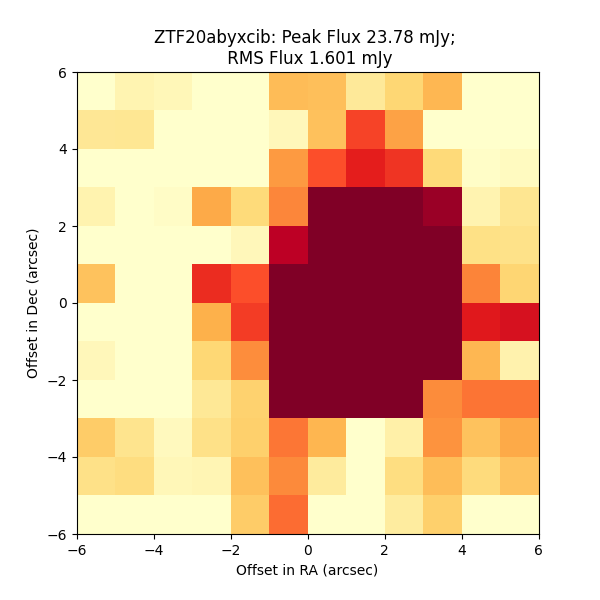 ZTF20abyxcib: Peak Flux 23.78 mJy;
RMS Flux 1.601 mJy
6
4
2
0
−2
−4
−6
Offset in Dec (arcsec)
−6 −4 −2 0 2 4 6
Offset in RA (arcsec)